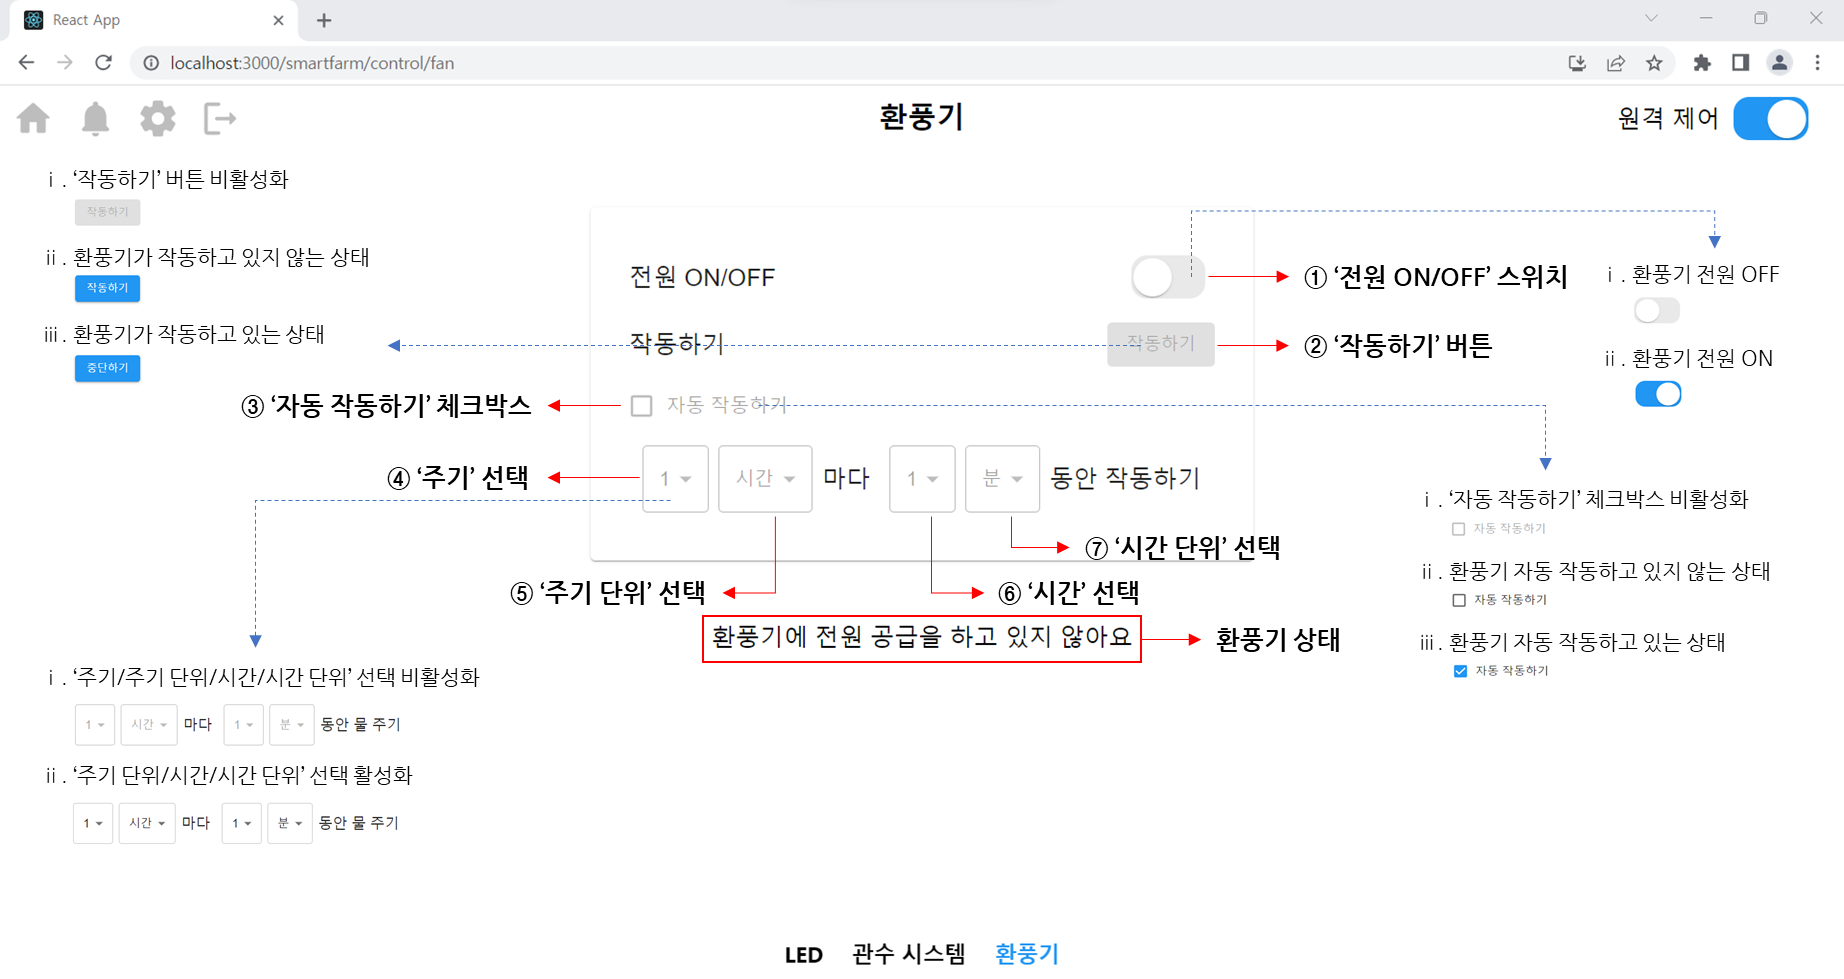 React App
localhost:3000/smartfarm/control/fan
환풍기
원격 제어
ⅰ. ‘작동하기’ 버튼 비활성화
작동하기
ⅱ. 환풍기가 작동하고 있지 않는 상태
작동하기
ⅲ. 환풍기가 작동하고 있는 상태
중단하기
전원 ON/OFF
① ‘전원 ON/OFF’ 스위치
ⅰ. 환풍기 전원 OFF
ⅱ. 환풍기 전원 ON
작동하기
작동하기
② ‘작동하기’ 버튼
③ ‘자동 작동하기’ 체크박스
자동 작동하기
④ ‘주기’ 선택
1 시간 마다 1 분 동안 작동하기
⑦ ‘시간 단위’ 선택
⑤ ‘주기 단위’ 선택
⑥ ‘시간’ 선택
환풍기에 전원 공급을 하고 있지 않아요
환풍기 상태
ⅰ. ‘자동 작동하기’ 체크박스 비활성화
자동 작동하기
ⅱ. 환풍기 자동 작동하고 있지 않는 상태
자동 작동하기
ⅲ. 환풍기 자동 작동하고 있는 상태
자동 작동하기
ⅰ. ‘주기/주기 단위/시간/시간 단위’ 선택 비활성화
1 시간 마다 1 분 동안 물 주기
ⅱ. ‘주기 단위/시간/시간 단위’ 선택 활성화
1 시간 마다 1 분 동안 물 주기
LED 관수 시스템 환풍기